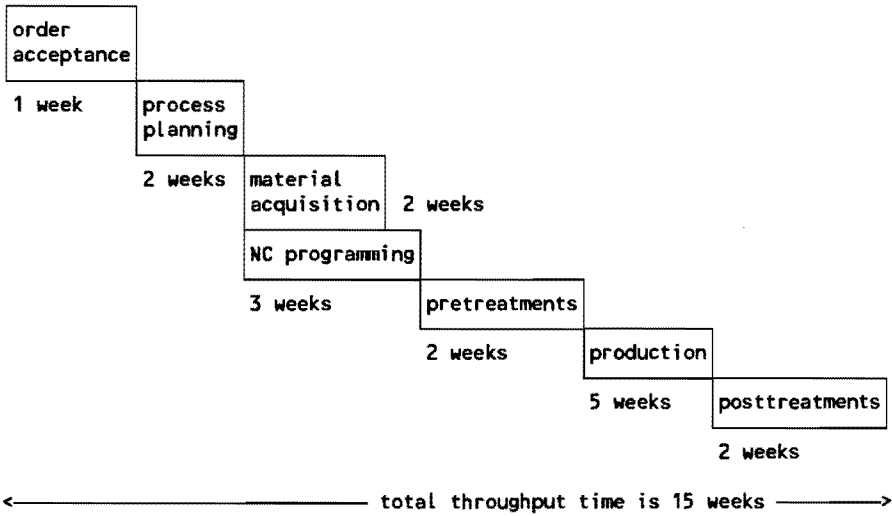 order
acceptance
1 week
process
planning
2 weeks
material
acquisition
2 weeks
NC programming
3 weeks
pretreatments
2 weeks
production
5 weeks
posttreatments
2 weeks
total throughput time is 15 weeks